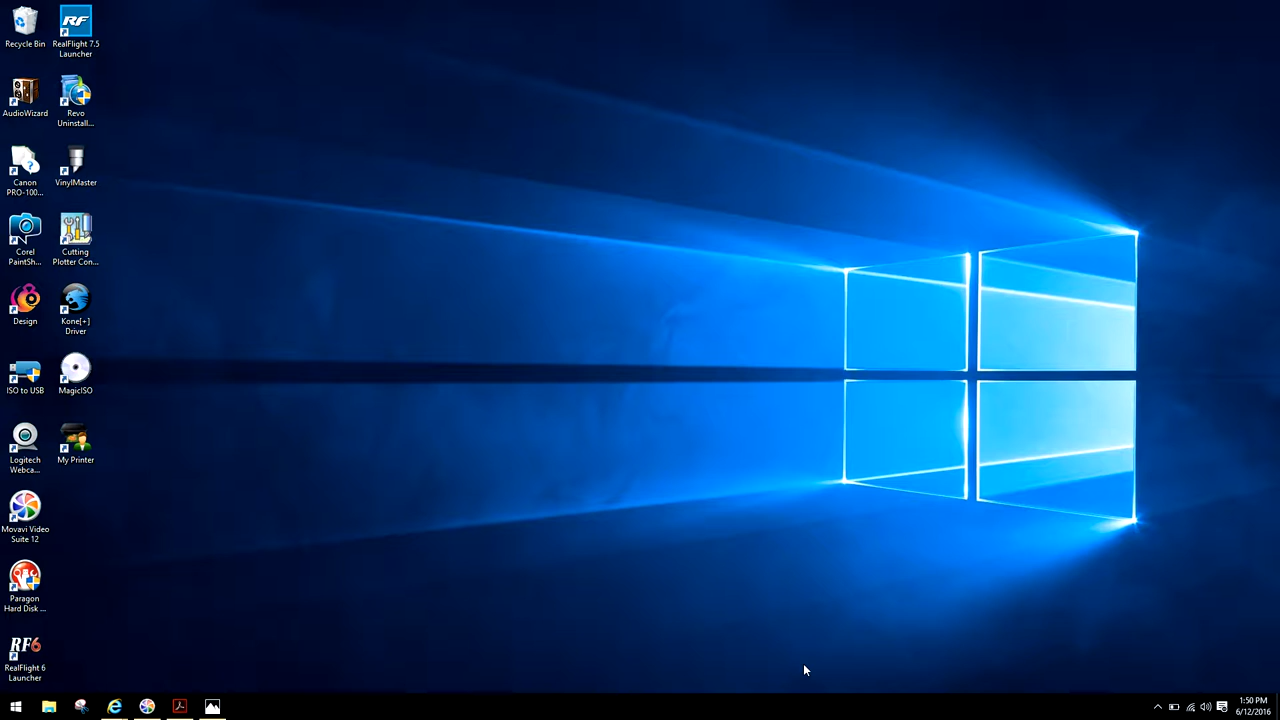 Recycle Bin
RF
RealFlight 7.5
Launcher
AudioWizard
Revo
Uninstall...
Canon
PRO-100...
VinylMaster
Corel
PaintSh...
Cutting
Plotter Con...
Design
Kone[+]
Driver
ISO to USB
MagicISO
Logitech
Webca...
My Printer
Movavi Video
Suite 12
Paragon
Hard Disk ...
RF6
RealFlight 6
Launcher
1:50 PM
6/12/2016